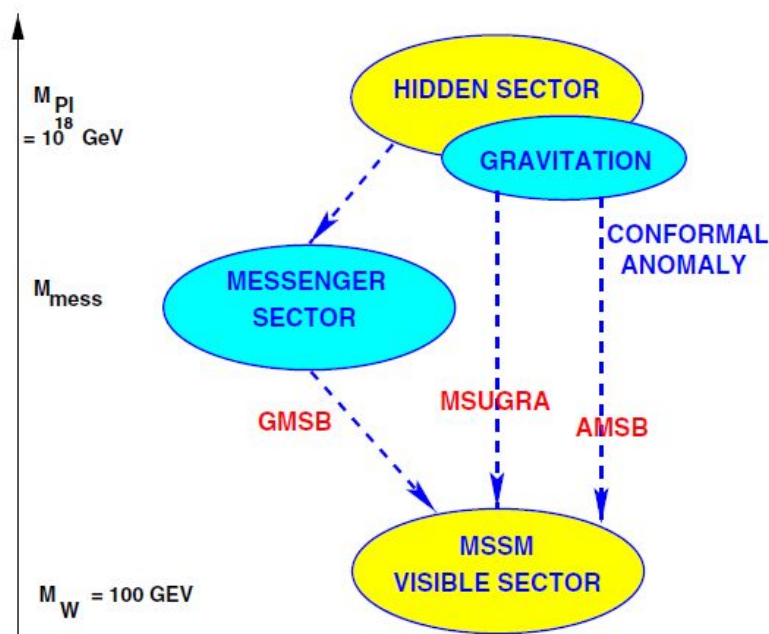 HIDDEN SECTOR
M
Pl
18
= 10 GeV
GRAVITATION
CONFORMAL
ANOMALY
M
mess
MESSENGER
SECTOR
GMSB
MSUGRA
AMSB
MSSM
VISIBLE SECTOR
M
W = 100 GEV